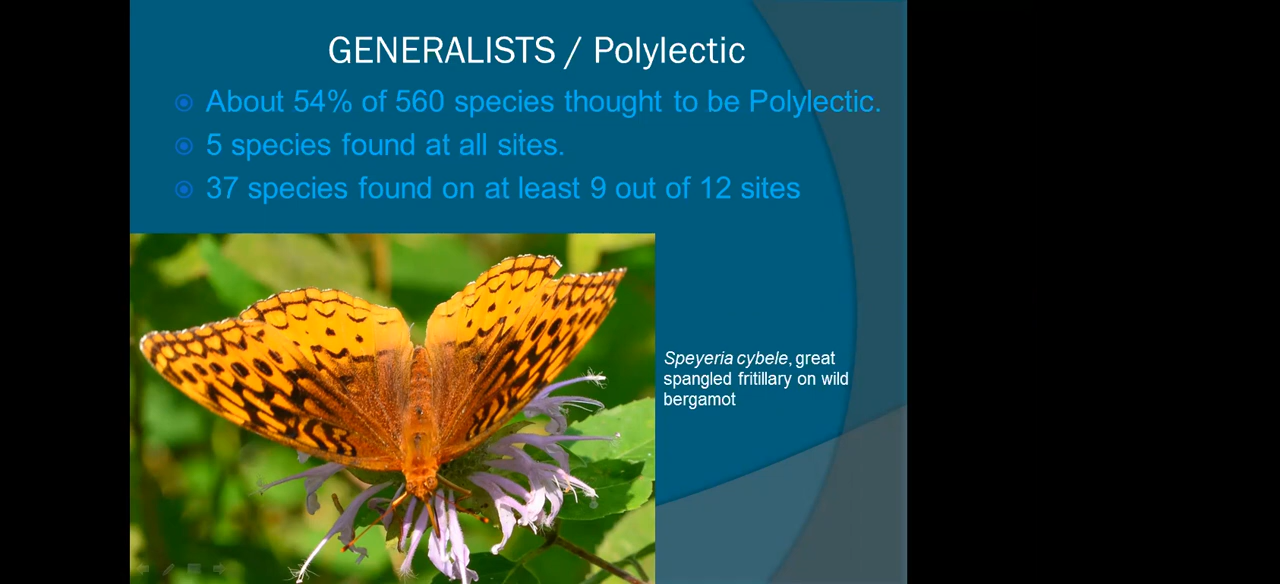 GENERALISTS / Polylectic
About 54% of 560 species thought to be Polylectic.
5 species found at all sites.
37 species found on at least 9 out of 12 sites
Speyeria cybele, great
spangled fritillary on wild
bergamot